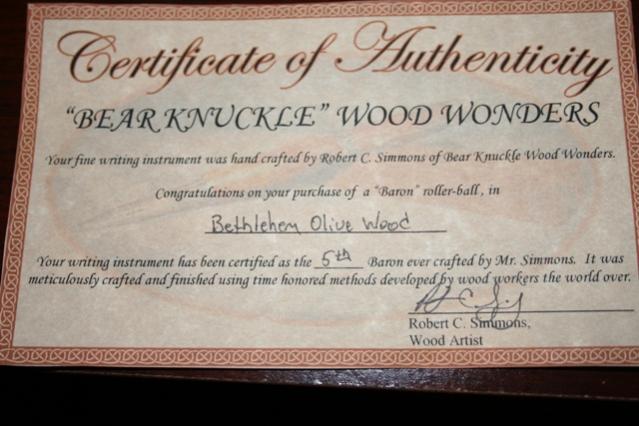 Certificate of Authenticity
"BEAR KNUCKLE" WOOD WONDERS
Your fine writing instrument was hand crafted by Robert C. Simmons of Bear Knuckle Wood Wonders.
Congratulations on your purchase of a "Baron" roller-ball, in
Bethlehem Olive Wood
Your writing instrument has been certified as the 5th Baron ever crafted by Mr. Simmons. It was
meticulously crafted and finished using time honored methods developed by wood workers the world over.
Robert C. Simmons,
Wood Artist